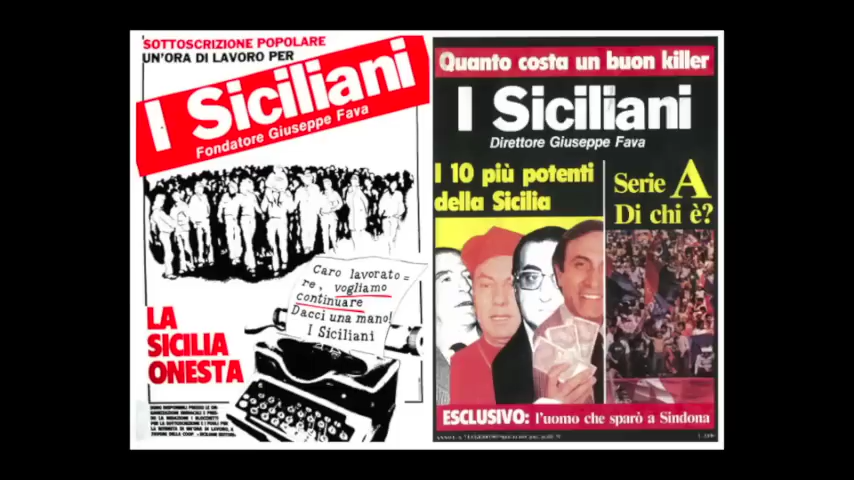 SOTTOSCRIZIONE POPOLARE
UN'ORA DI LAVORO PER
I Siciliani
Fondatore Giuseppe Fava
Caro lavorato=
re, vogliamo
continuare
Dacci una mano!
I Siciliani
LA
SICILIA
ONESTA
Quanto costa un buon killer
I Siciliani
Direttore Giuseppe Fava
I 10 più potenti
della Sicilia
Serie A
Di chi è?
ESCLUSIVO: l'uomo che sparò a Sindona